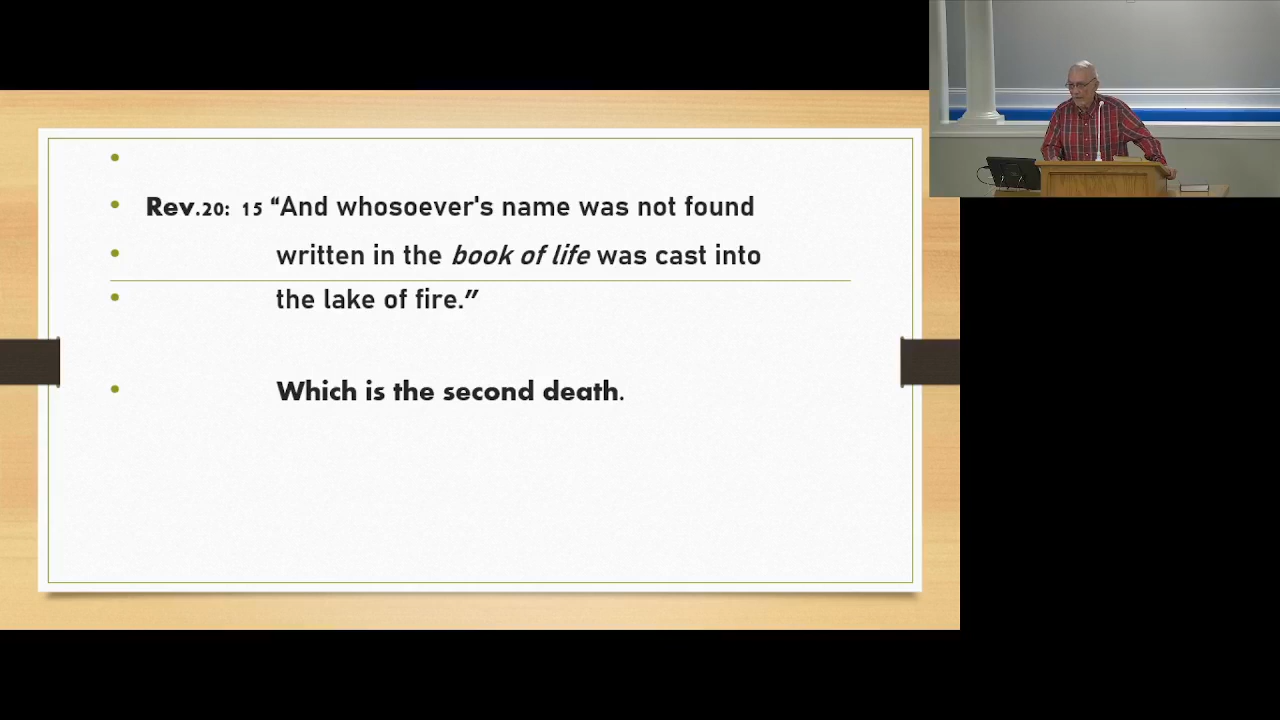 Rev.20: 15 “And whosoever's name was not found
written in the book of life was cast into
the lake of fire.”
Which is the second death.